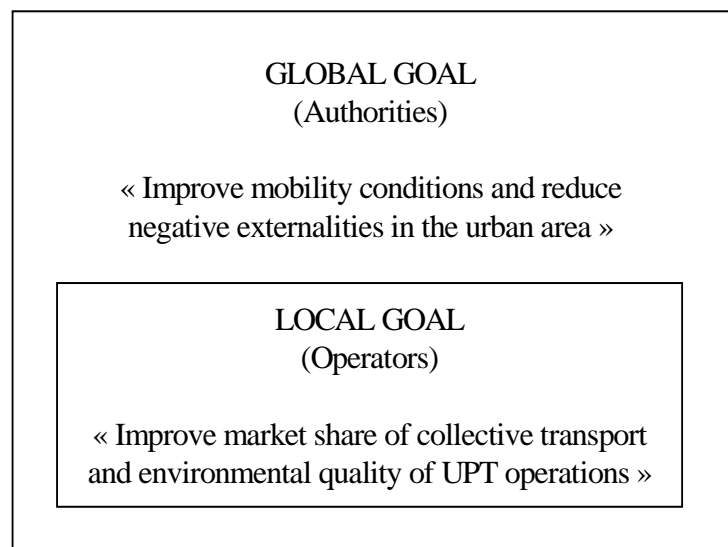 GLOBAL GOAL
(Authorities)
« Improve mobility conditions and reduce
negative externalities in the urban area »
LOCAL GOAL
(Operators)
« Improve market share of collective transport
and environmental quality of UPT operations »